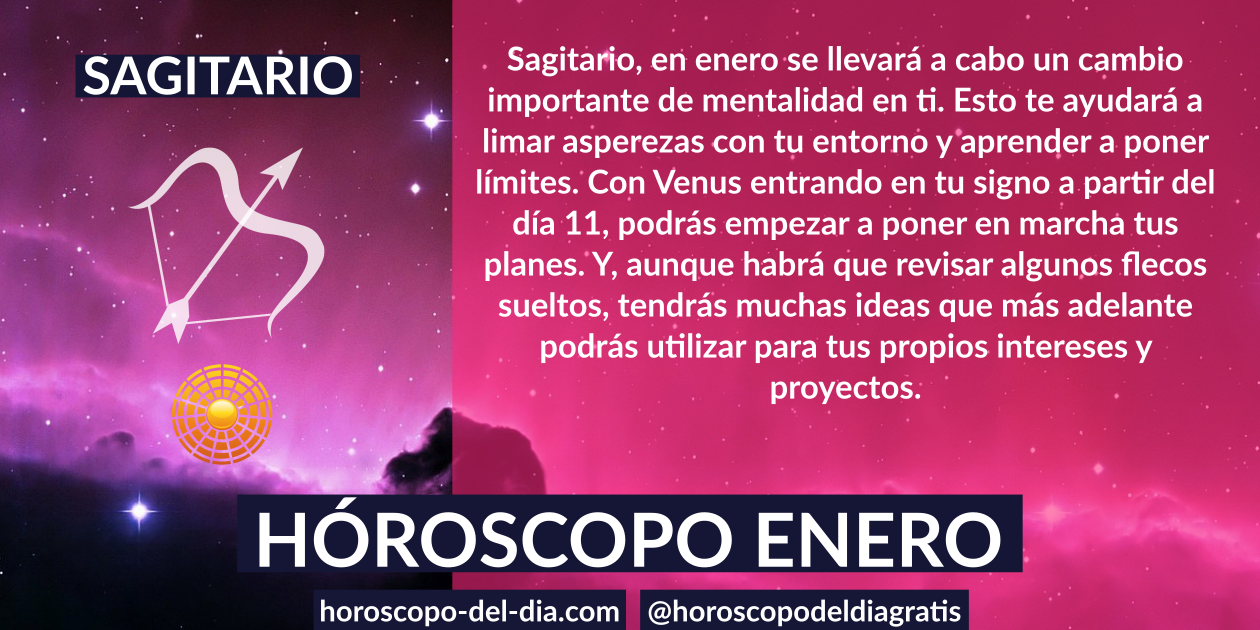 SAGITARIO
Sagitario, en enero se llevará a cabo un cambio
importante de mentalidad en ti. Esto te ayudará a
limar asperezas con tu entorno y aprender a poner
límites. Con Venus entrando en tu signo a partir del
día 11, podrás empezar a poner en marcha tus
planes. Y, aunque habrá que revisar algunos flecos
sueltos, tendrás muchas ideas que más adelante
podrás utilizar para tus propios intereses y
proyectos.
HÓROSCOPO ENERO
horoscopo-del-dia.com
@horoscopodeldiagratis